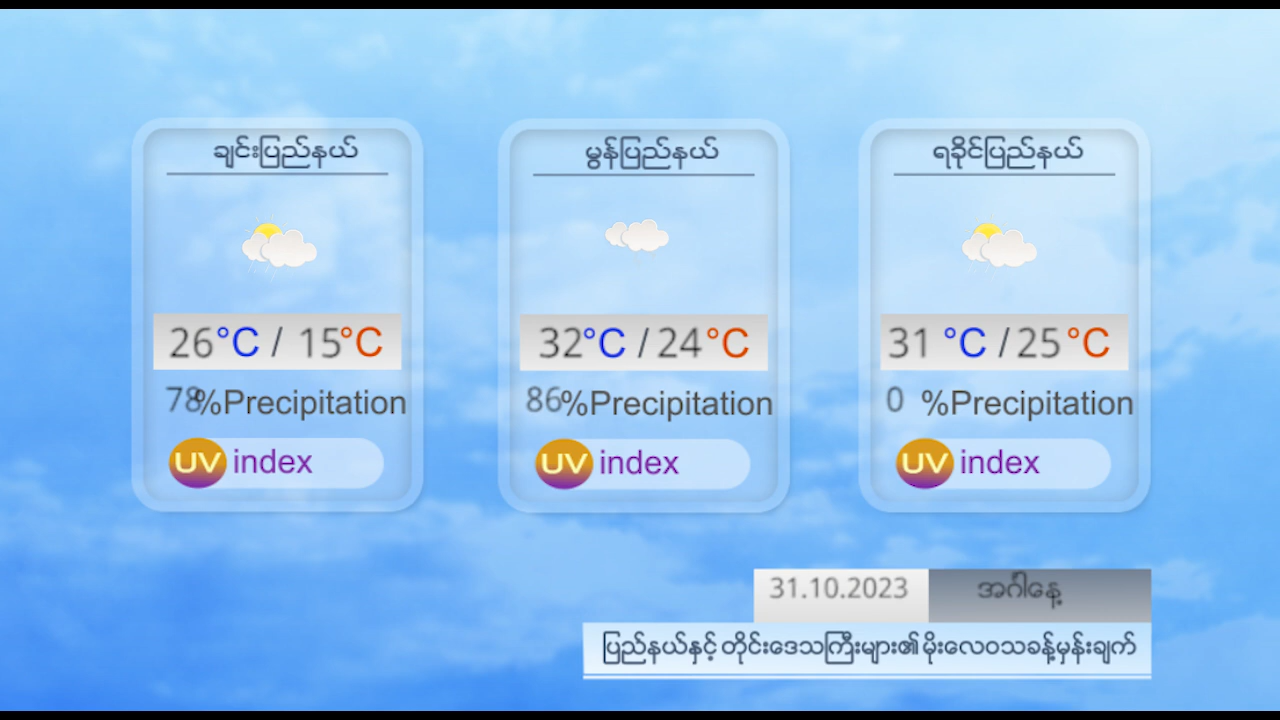 ချင်းပြည်နယ်
26°C / 15°C
78%Precipitation
UV index
မွန်ပြည်နယ်
32°C / 24 °C
86%Precipitation
UV index
ရခိုင်ပြည်နယ်
31 °C / 25 °C
0 %Precipitation
UV index
31.10.2023 အင်္ဂါနေ့
ပြည်နယ်နှင့် တိုင်းဒေသကြီးများ၏ မိုးလေဝသခန့်မှန်းချက်